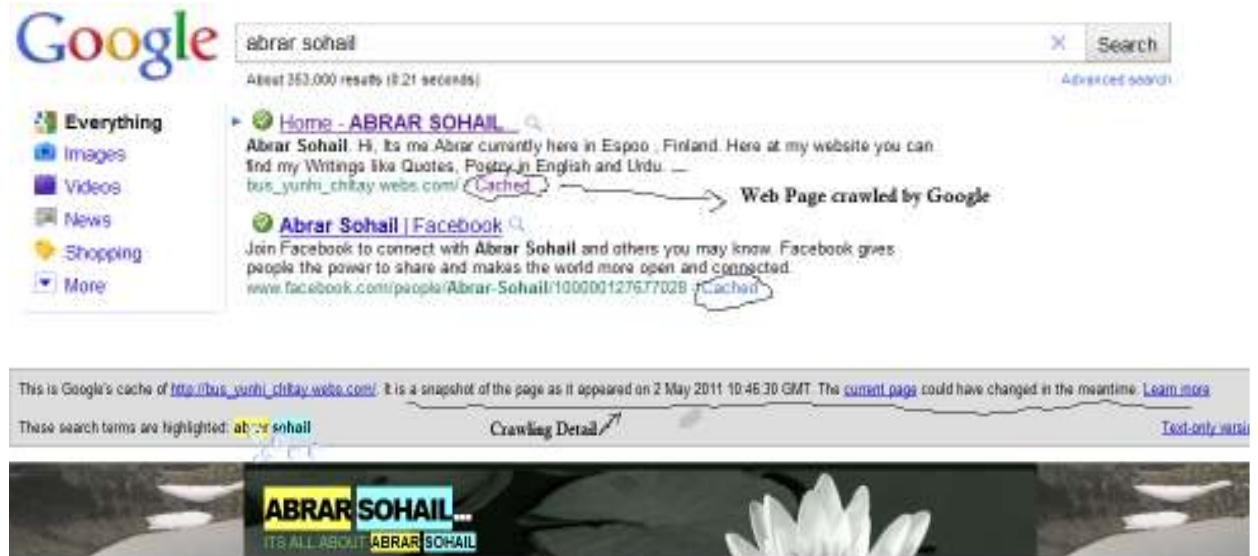 Google
abrar sohail
Search
About 353,000 results (0.21 seconds)
Advanced search
Everything
Images
Videos
News
Shopping
More
Home - ABRAR SOHAIL...
Abrar Sohail. Hi, Its me Abrar currently here in Espoo , Finland. Here at my website you can
find my Writings like Quotes, Poetry in English and Urdu. ...
bus_yunhi_chitay.webs.com/ - Cached
Web Page crawled by Google
Abrar Sohail | Facebook
Join Facebook to connect with Abrar Sohail and others you may know. Facebook gives
people the power to share and makes the world more open and connected.
www.facebook.com/people/Abrar-Sohail/100000127677028 - Cached
This is Google's cache of http://bus_yunhi_chitay.webs.com/. It is a snapshot of the page as it appeared on 2 May 2011 10:46:30 GMT. The current page could have changed in the meantime. Learn more
These search terms are highlighted: abrar sohail
Crawling Detail
Text-only versi
ABRAR SOHAIL...
ITS ALL ABOUT ABRAR SOHAIL